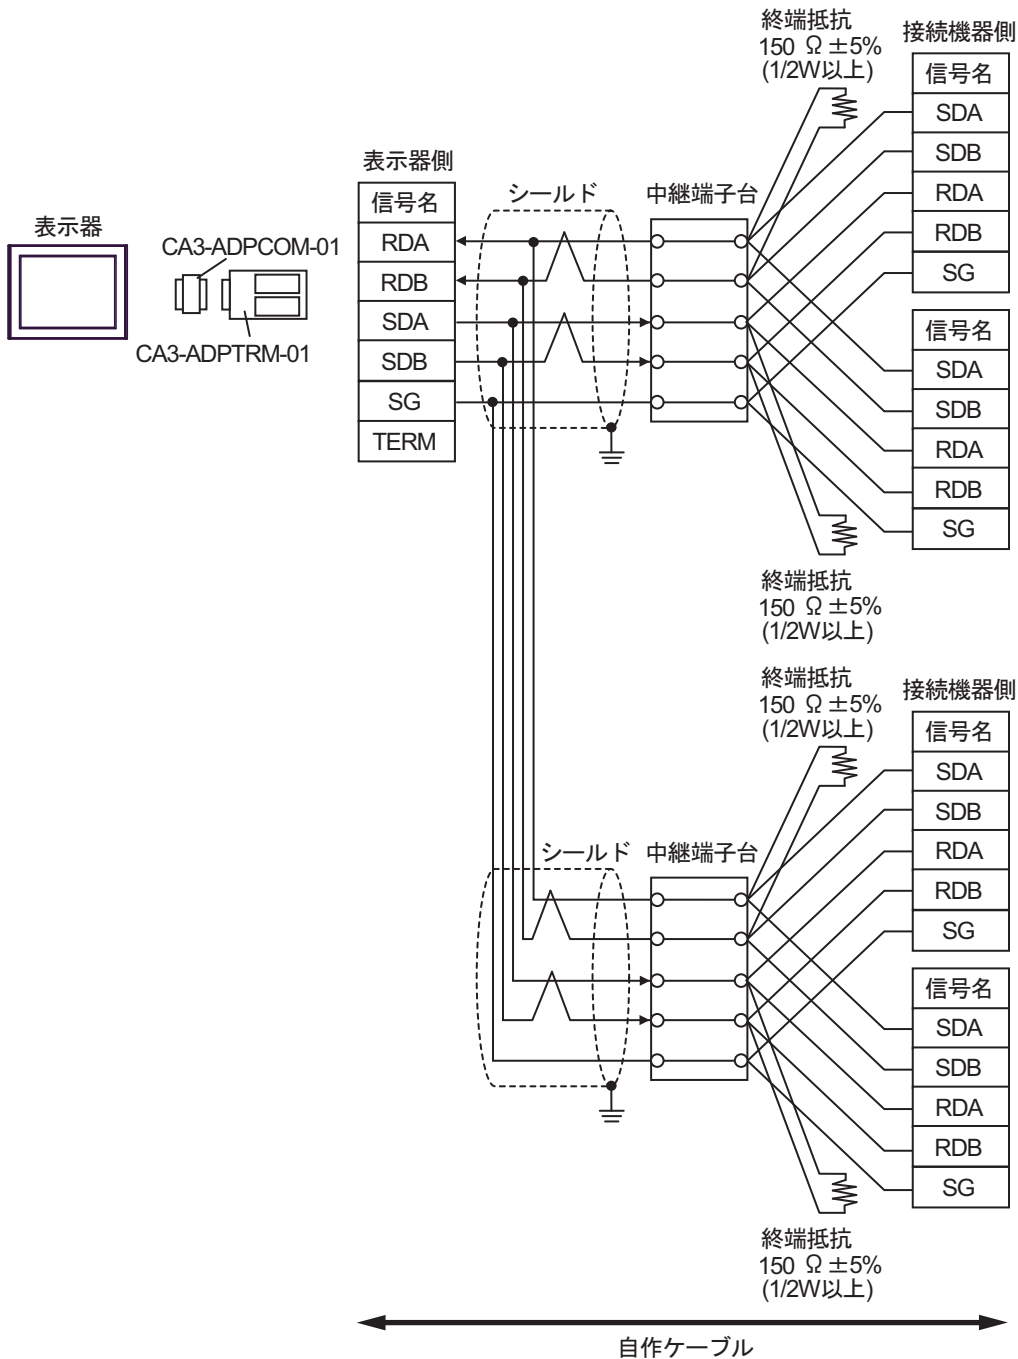 終端抵抗
150 Ω ±5%
(1/2W以上)
接続機器側
信号名
SDA
SDB
RDA
RDB
SG
表示器側
信号名
RDA
RDB
SDA
SDB
SG
TERM
シールド
中継端子台
表示器
CA3-ADPCOM-01
CA3-ADPTRM-01
信号名
SDA
SDB
RDA
RDB
SG
終端抵抗
150 Ω ±5%
(1/2W以上)
終端抵抗
150 Ω ±5%
(1/2W以上)
接続機器側
信号名
SDA
SDB
RDA
RDB
SG
シールド
中継端子台
信号名
SDA
SDB
RDA
RDB
SG
終端抵抗
150 Ω ±5%
(1/2W以上)
自作ケーブル